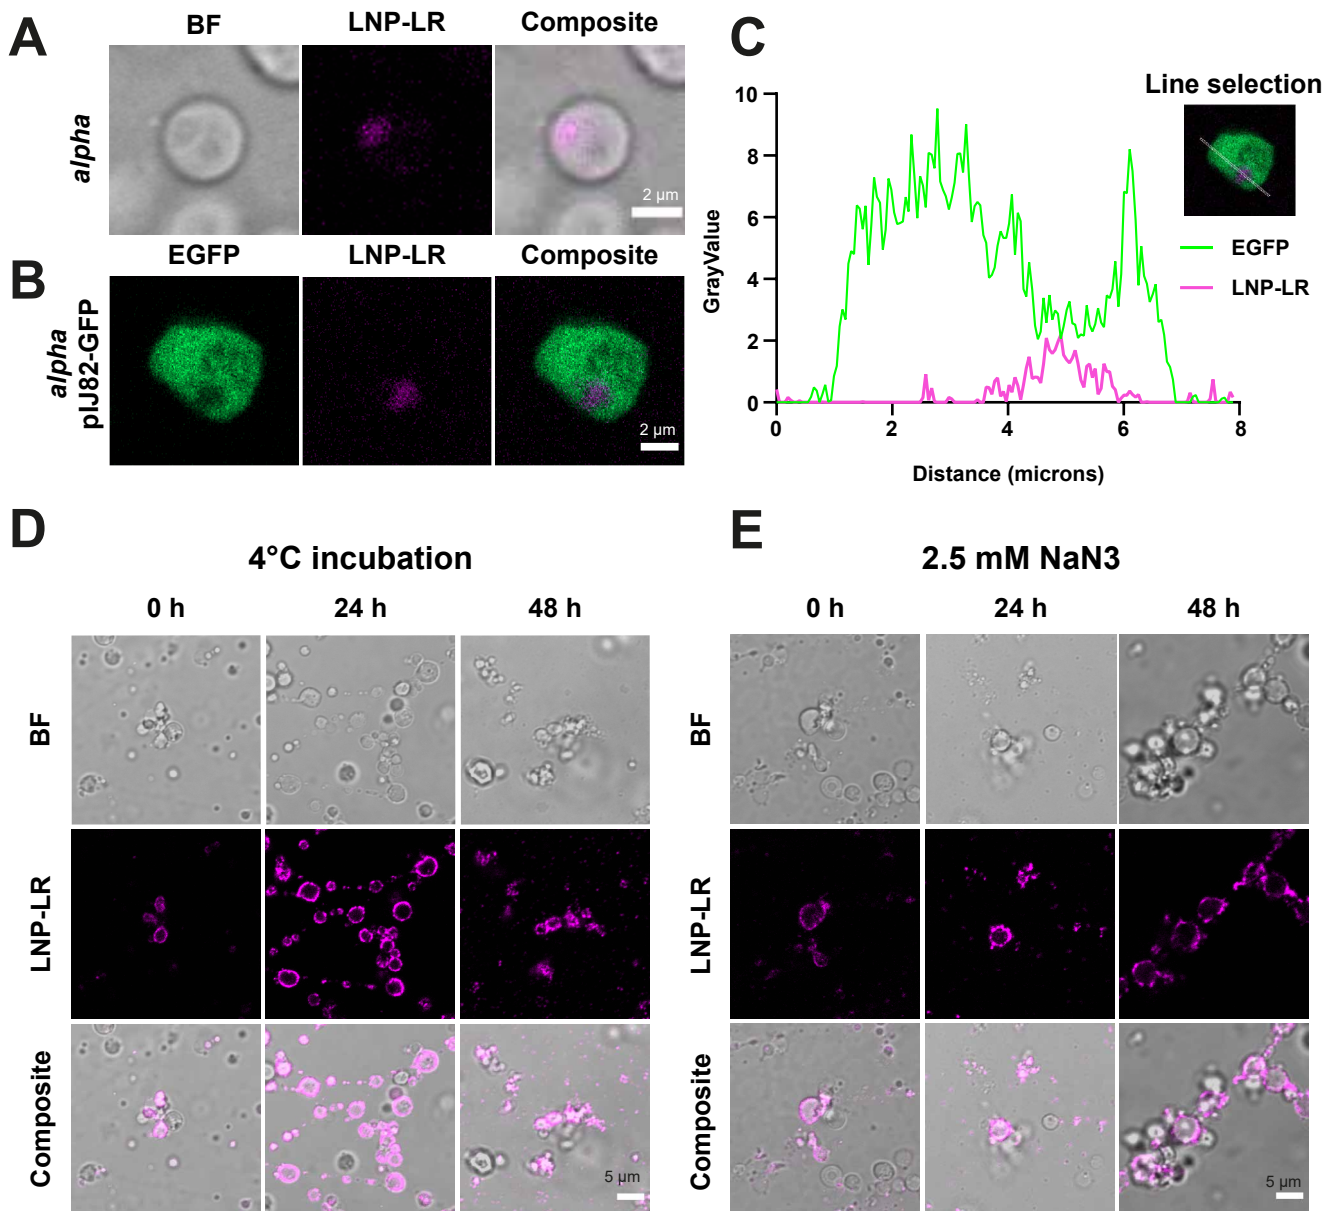 A
BF
LNP-LR
Composite
alpha
2 µm
B
EGFP
LNP-LR
Composite
alpha
pIJ82-GFP
2 µm
C
Line selection
10
8
6
4
2
0
GrayValue
0
2
4
6
8
Distance (microns)
EGFP
LNP-LR
D
4°C incubation
0 h
24 h
48 h
BF
LNP-LR
Composite
5 µm
E
2.5 mM NaN3
0 h
24 h
48 h
BF
LNP-LR
Composite
5 µm